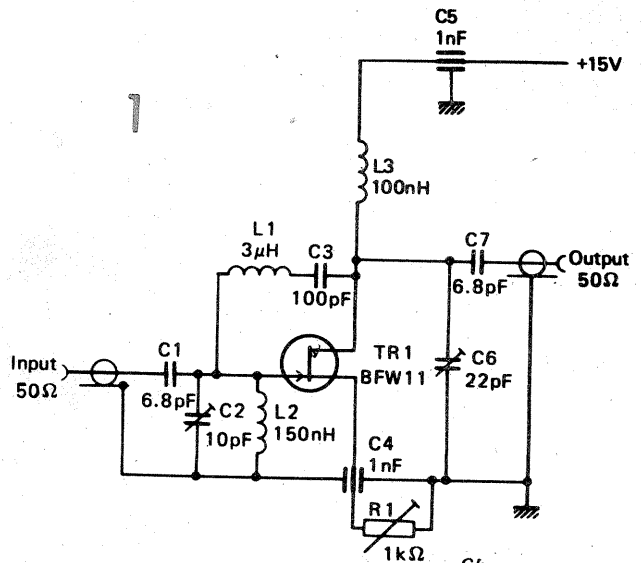 C5
1nF
+15V
1
L3
100nH
L1
3μH
C3
100pF
C7
6.8pF
Output
50Ω
Input
50Ω
C1
6.8pF
C2
10pF
L2
150nH
TR1
BFW11
C6
22pF
C4
1nF
R1
1kΩ